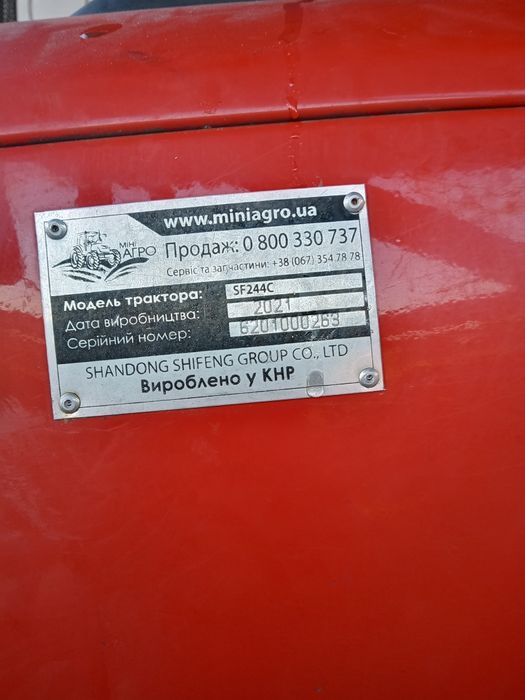 www.miniagro.ua
МІНІ
АГРО
Продаж: 0 800 330 737
Сервіс та запчастини: +38 (067) 354 78 78
Модель трактора: SF244C
Дата виробництва: 2021
Серійний номер: 6201000263
SHANDONG SHIFENG GROUP CO., LTD
Вироблено у КНР